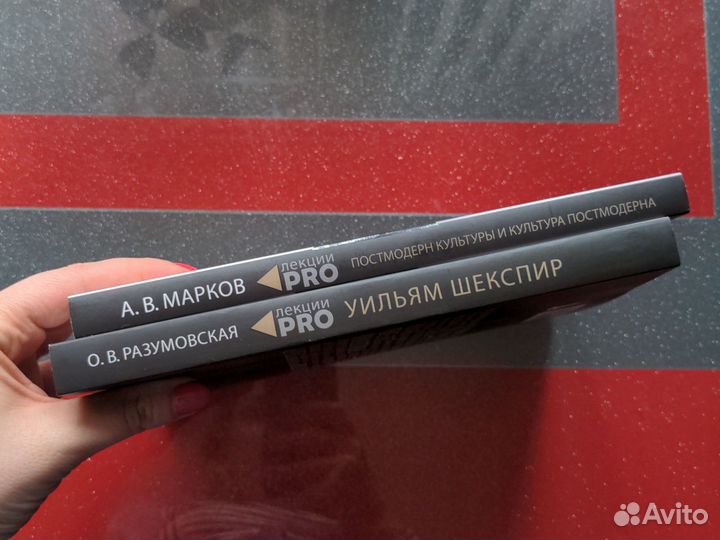 А. В. МАРКОВ лекции PRO ПОСТМОДЕРН КУЛЬТУРЫ И КУЛЬТУРА ПОСТМОДЕРНА
О. В. РАЗУМОВСКАЯ лекции PRO УИЛЬЯМ ШЕКСПИР
Avito